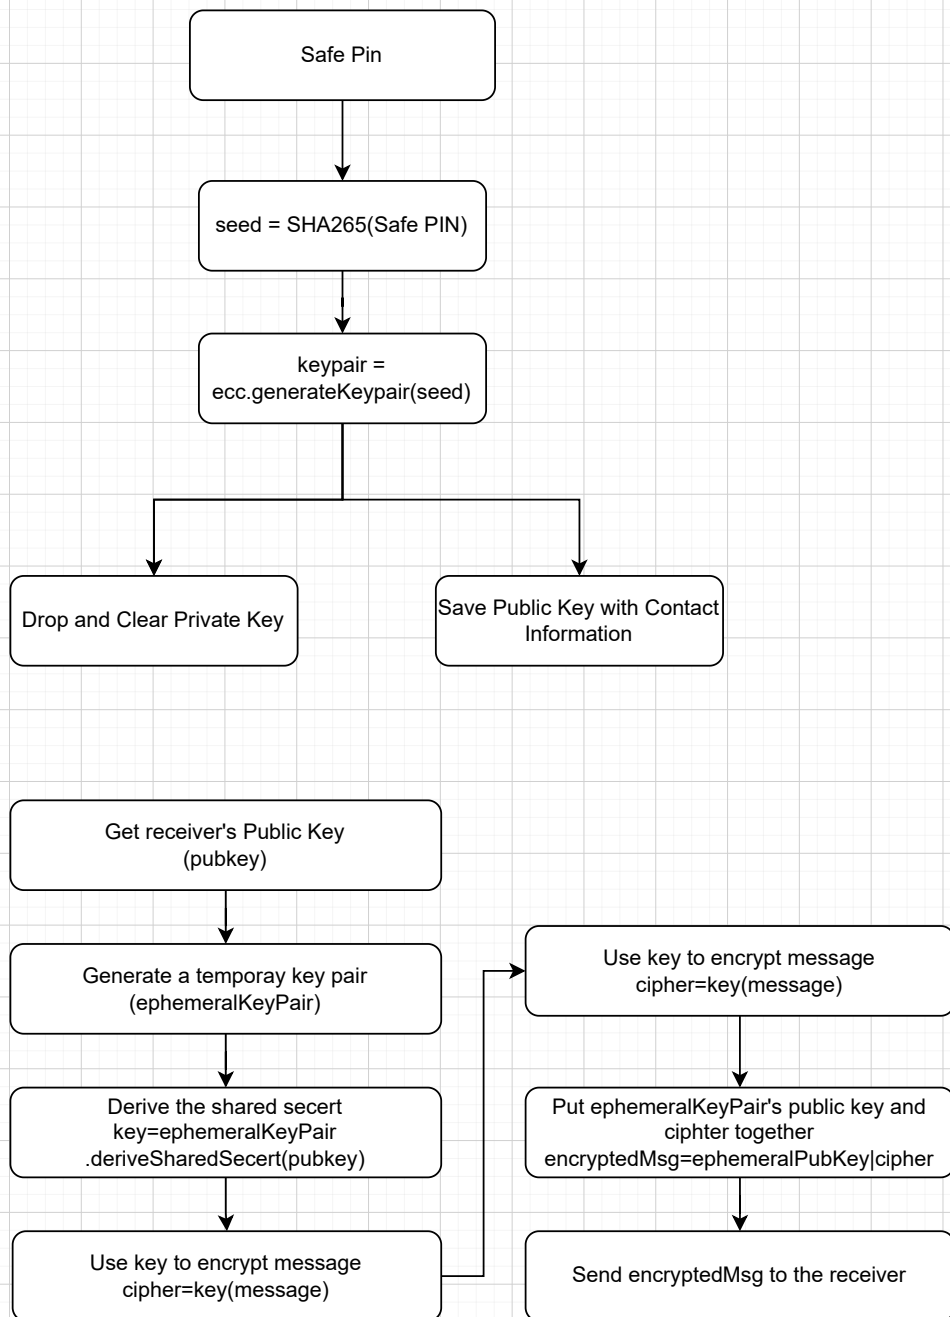 Safe Pin
seed = SHA265(Safe PIN)
keypair =
ecc.generateKeypair(seed)
Drop and Clear Private Key
Save Public Key with Contact
Information
Get receiver's Public Key
(pubkey)
Generate a temporay key pair
(ephemeralKeyPair)
Derive the shared secert
key=ephemeralKeyPair
.deriveSharedSecert(pubkey)
Use key to encrypt message
cipher=key(message)
Use key to encrypt message
cipher=key(message)
Put ephemeralKeyPair's public key and
ciphter together
encryptedMsg=ephemeralPubKey|cipher
Send encryptedMsg to the receiver